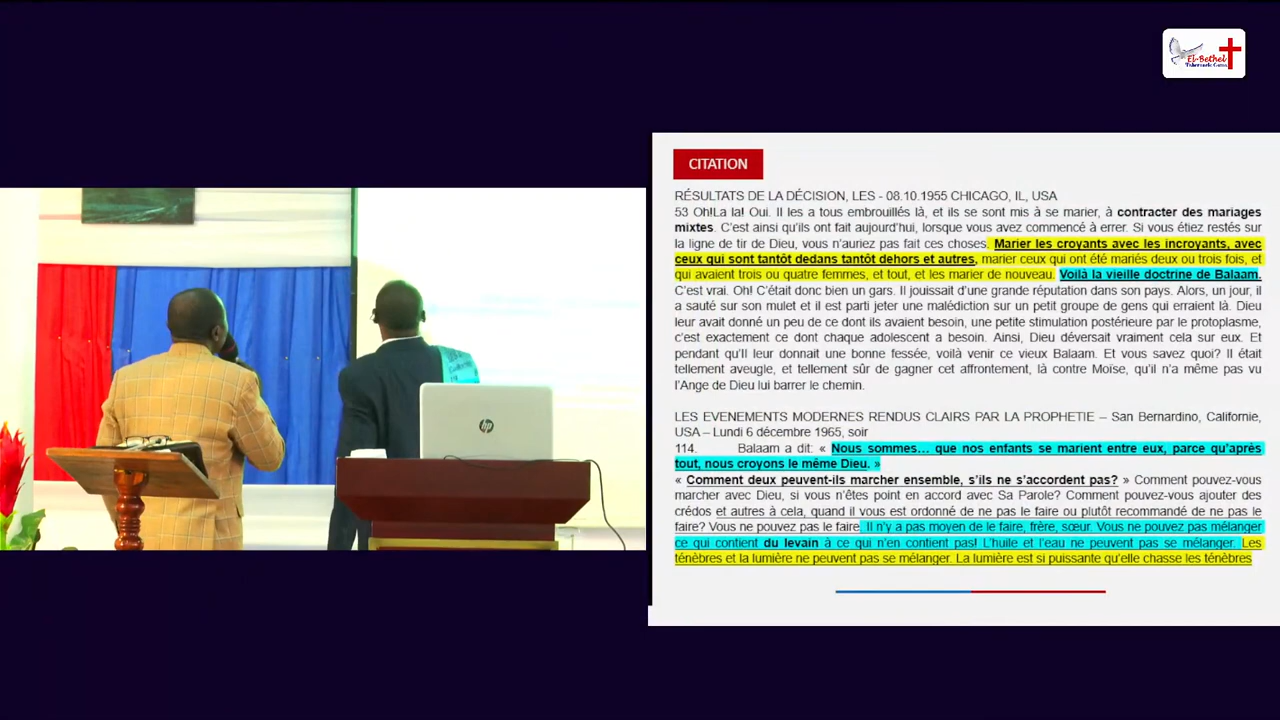 El-Bethel
CITATION
RÉSULTATS DE LA DÉCISION, LES - 08.10.1955 CHICAGO, IL, USA
53 Oh!La la! Oui. Il les a tous embrouillés là, et ils se sont mis à se marier, à contracter des mariages
mixtes. C'est ainsi qu'ils ont fait aujourd'hui, lorsque vous avez commencé à errer. Si vous étiez restés sur
la ligne de tir de Dieu, vous n'auriez pas fait ces choses. Marier les croyants avec les incroyants, avec
ceux qui sont tantôt dedans tantôt dehors et autres, marier ceux qui ont été mariés deux ou trois fois, et
qui avaient trois ou quatre femmes, et tout, et les marier de nouveau. Voilà la vieille doctrine de Balaam.
C'est vrai. Oh! C'était donc bien un gars. Il jouissait d'une grande réputation dans son pays. Alors, un jour, il
a sauté sur son mulet et il est parti jeter une malédiction sur un petit groupe de gens qui erraient là. Dieu
leur avait donné un peu de ce dont ils avaient besoin, une petite stimulation postérieure par le protoplasme,
c'est exactement ce dont chaque adolescent a besoin. Ainsi, Dieu déversait vraiment cela sur eux. Et
pendant qu'Il leur donnait une bonne fessée, voilà venir ce vieux Balaam. Et vous savez quoi? Il était
tellement aveugle, et tellement sûr de gagner cet affrontement, là contre Moïse, qu'il n'a même pas vu
l'Ange de Dieu lui barrer le chemin.
LES EVENEMENTS MODERNES RENDUS CLAIRS PAR LA PROPHETIE – San Bernardino, Californie,
USA – Lundi 6 décembre 1965, soir
114. Balaam a dit: « Nous sommes… que nos enfants se marient entre eux, parce qu'après
tout, nous croyons le même Dieu. »
« Comment deux peuvent-ils marcher ensemble, s'ils ne s'accordent pas? » Comment pouvez-vous
marcher avec Dieu, si vous n'êtes point en accord avec Sa Parole? Comment pouvez-vous ajouter des
crédos et autres à cela, quand il vous est ordonné de ne pas le faire ou plutôt recommandé de ne pas le
faire? Vous ne pouvez pas le faire. Il n'y a pas moyen de le faire, frère, sœur. Vous ne pouvez pas mélanger
ce qui contient du levain à ce qui n'en contient pas! L'huile et l'eau ne peuvent pas se mélanger. Les
ténèbres et la lumière ne peuvent pas se mélanger. La lumière est si puissante qu'elle chasse les ténèbres
hp